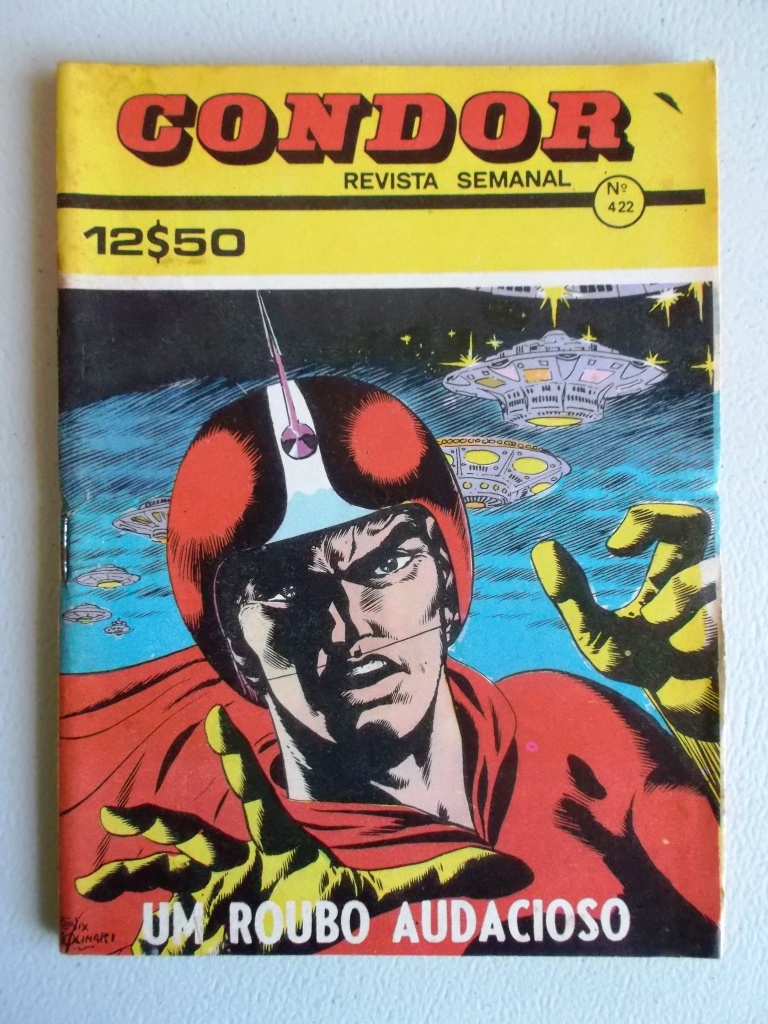 CONDOR
REVISTA SEMANAL
Nº
422
12$50
UM ROUBO AUDACIOSO